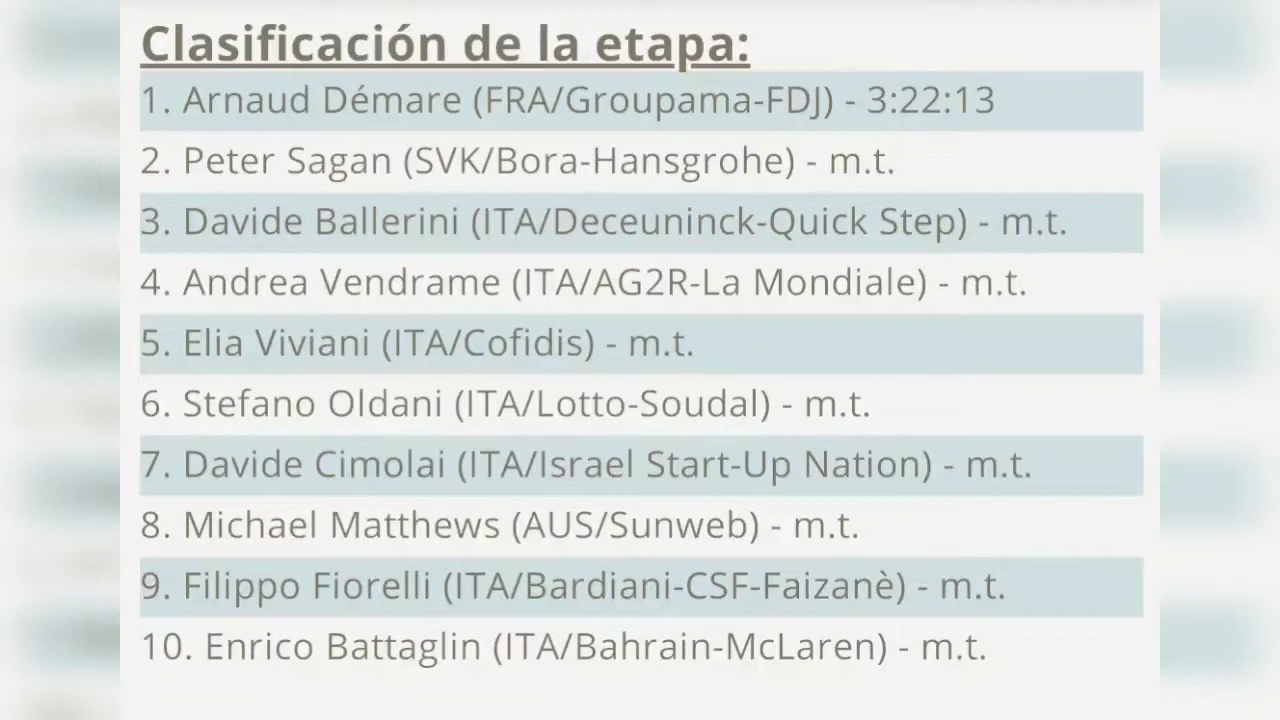 Clasificación de la etapa:
1. Arnaud Démare (FRA/Groupama-FDJ) - 3:22:13
2. Peter Sagan (SVK/Bora-Hansgrohe) - m.t.
3. Davide Ballerini (ITA/Deceuninck-Quick Step) - m.t.
4. Andrea Vendrame (ITA/AG2R-La Mondiale) - m.t.
5. Elia Viviani (ITA/Cofidis) - m.t.
6. Stefano Oldani (ITA/Lotto-Soudal) - m.t.
7. Davide Cimolai (ITA/Israel Start-Up Nation) - m.t.
8. Michael Matthews (AUS/Sunweb) - m.t.
9. Filippo Fiorelli (ITA/Bardiani-CSF-Faizanè) - m.t.
10. Enrico Battaglin (ITA/Bahrain-McLaren) - m.t.